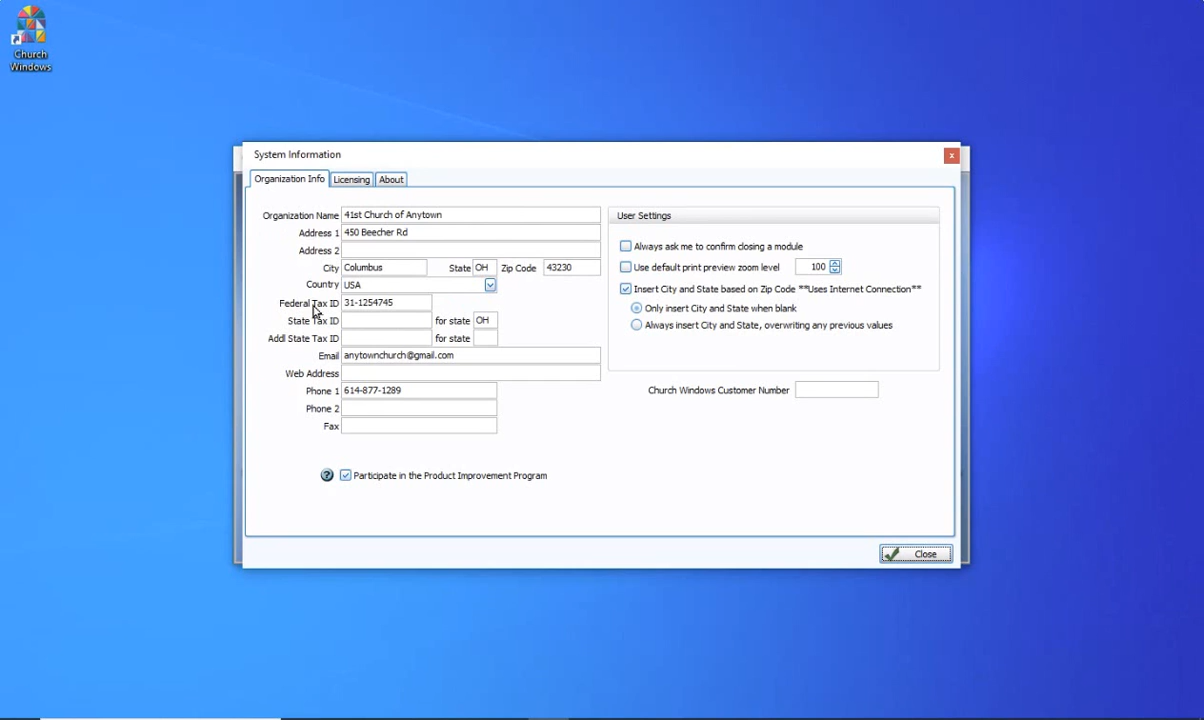 Church
Windows
System Information
x
Organization Info Licensing About
Organization Name 41st Church of Anytown
Address 1 450 Beecher Rd
Address 2
City Columbus State OH Zip Code 43230
Country USA
Federal Tax ID 31-1254745
State Tax ID for state OH
Addl State Tax ID for state
Email anytownchurch@gmail.com
Web Address
Phone 1 614-877-1289
Phone 2
Fax
? Participate in the Product Improvement Program
User Settings
Always ask me to confirm closing a module
Use default print preview zoom level 100
Insert City and State based on Zip Code **Uses Internet Connection**
Only insert City and State when blank
Always insert City and State, overwriting any previous values
Church Windows Customer Number
Close